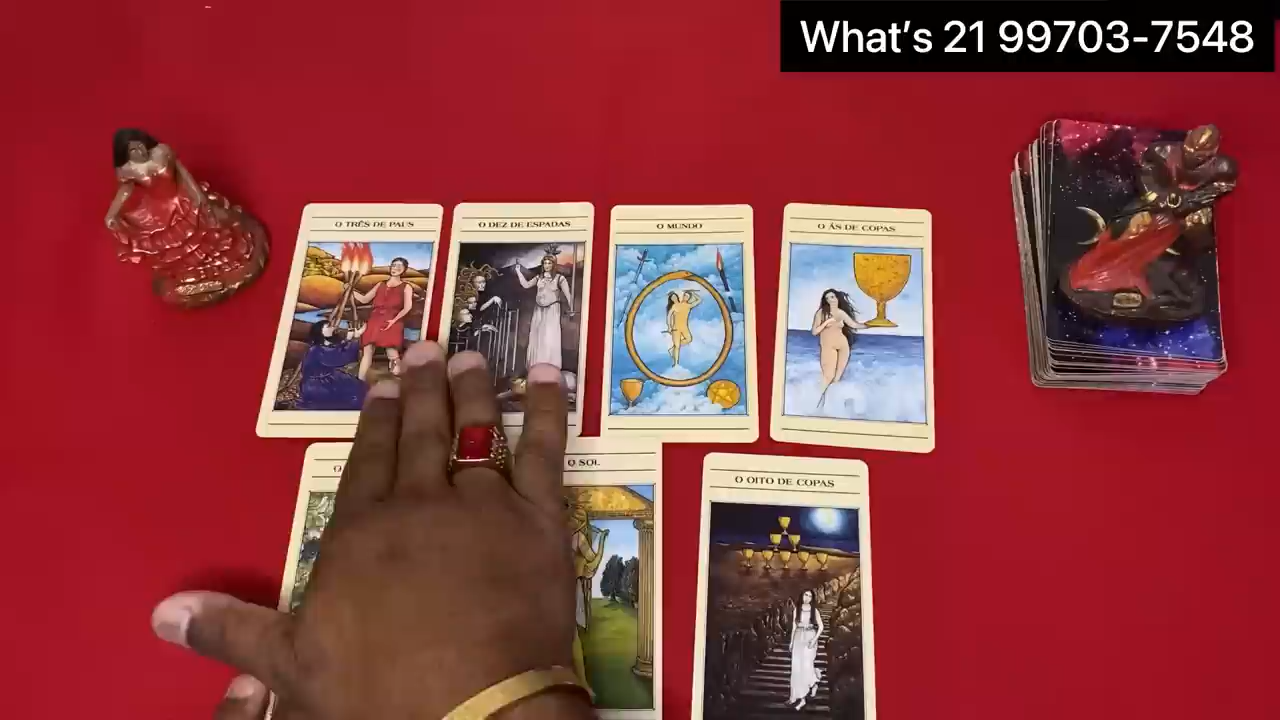 What's 21 99703-7548
O TRÊS DE PAUS
O DEZ DE ESPADAS
O MUNDO
O ÁS DE COPAS
O SOL
O OITO DE COPAS